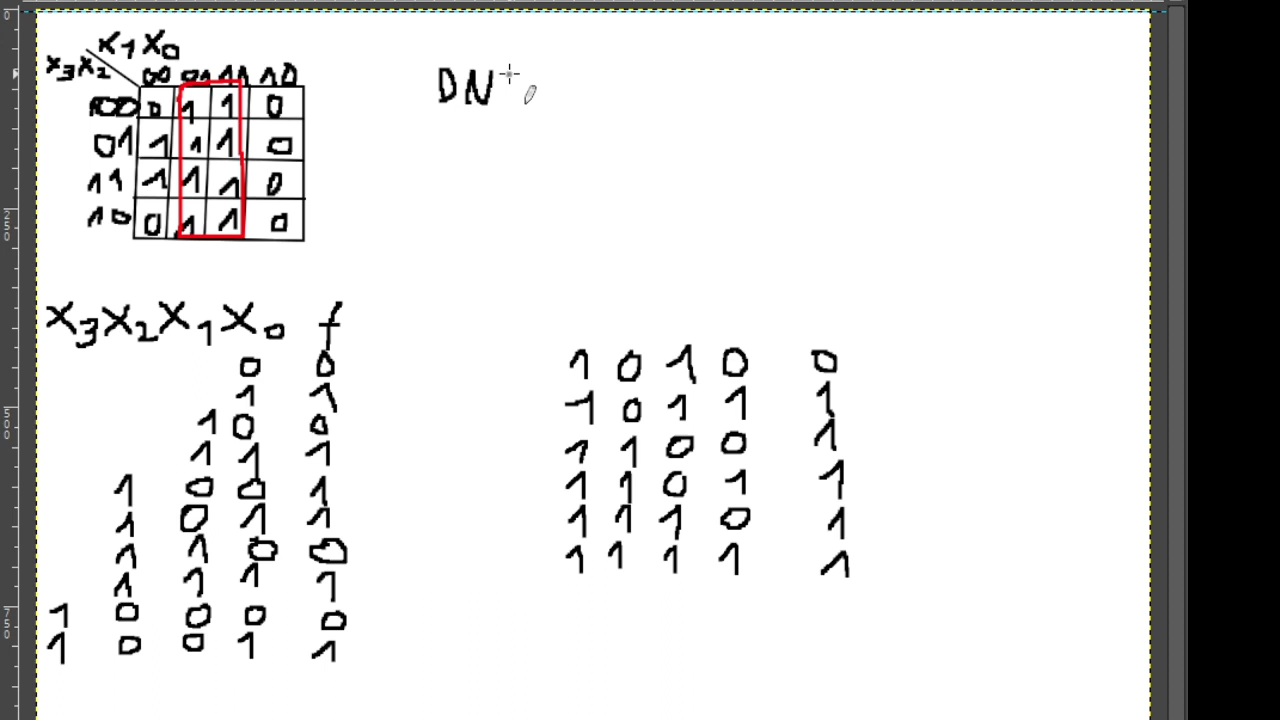 x₁x₀
x₃x₂
00 01 11 10
00 0 1 1 0
01 1 1 1 0
11 1 1 1 0
10 0 1 1 0
DN
x₃x₂x₁x₀ f
0 0
1 1
1 0 0
1 1 1
1 0 0 1
1 0 1 1
1 1 0 0
1 1 1 1
1 0 0 0 0
1 0 0 1 1
1 0 1 0 0
1 0 1 1 1
1 1 0 0 1
1 1 0 1 1
1 1 1 0 1
1 1 1 1 1
0
250
500
750